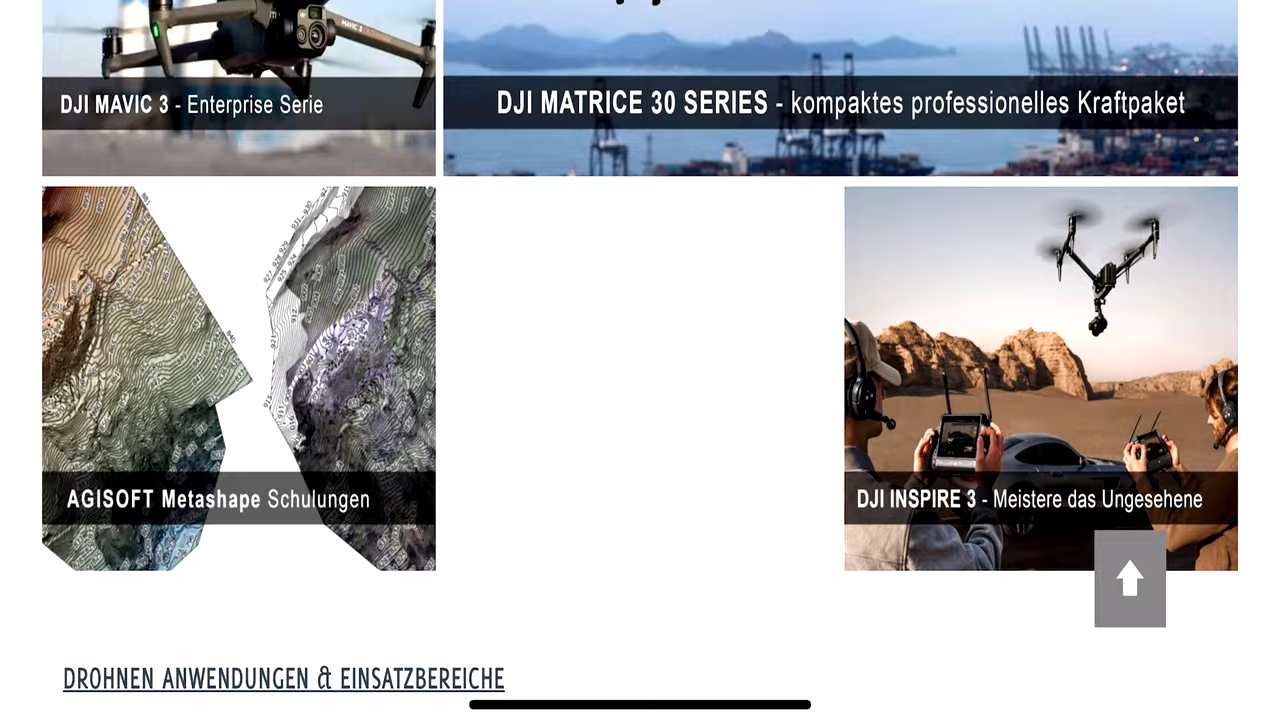 DJI MAVIC 3 - Enterprise Serie
DJI MATRICE 30 SERIES - kompaktes professionelles Kraftpaket
AGISOFT Metashape Schulungen
DJI INSPIRE 3 - Meistere das Ungesehene
DROHNEN ANWENDUNGEN & EINSATZBEREICHE